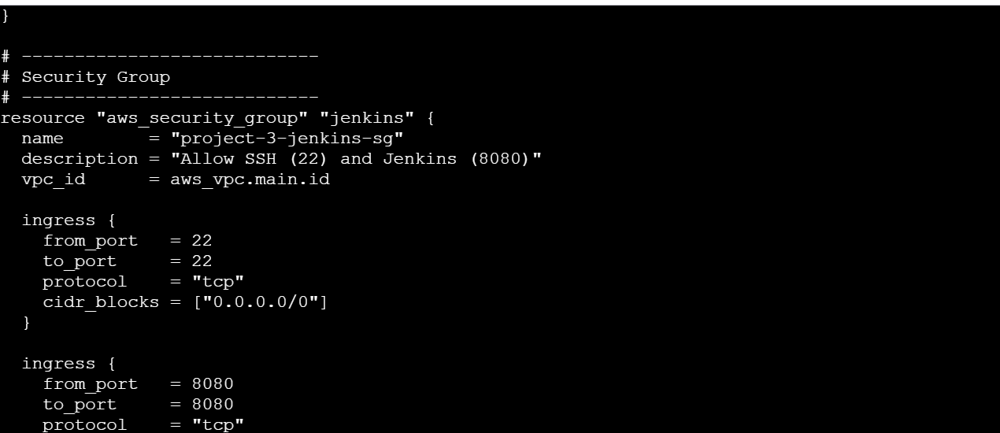 }
# ----------------------------
# Security Group
# ----------------------------
resource "aws_security_group" "jenkins" {
  name        = "project-3-jenkins-sg"
  description = "Allow SSH (22) and Jenkins (8080)"
  vpc_id      = aws_vpc.main.id
  ingress {
    from_port   = 22
    to_port     = 22
    protocol    = "tcp"
    cidr_blocks = ["0.0.0.0/0"]
  }
  ingress {
    from_port   = 8080
    to_port     = 8080
    protocol    = "tcp"